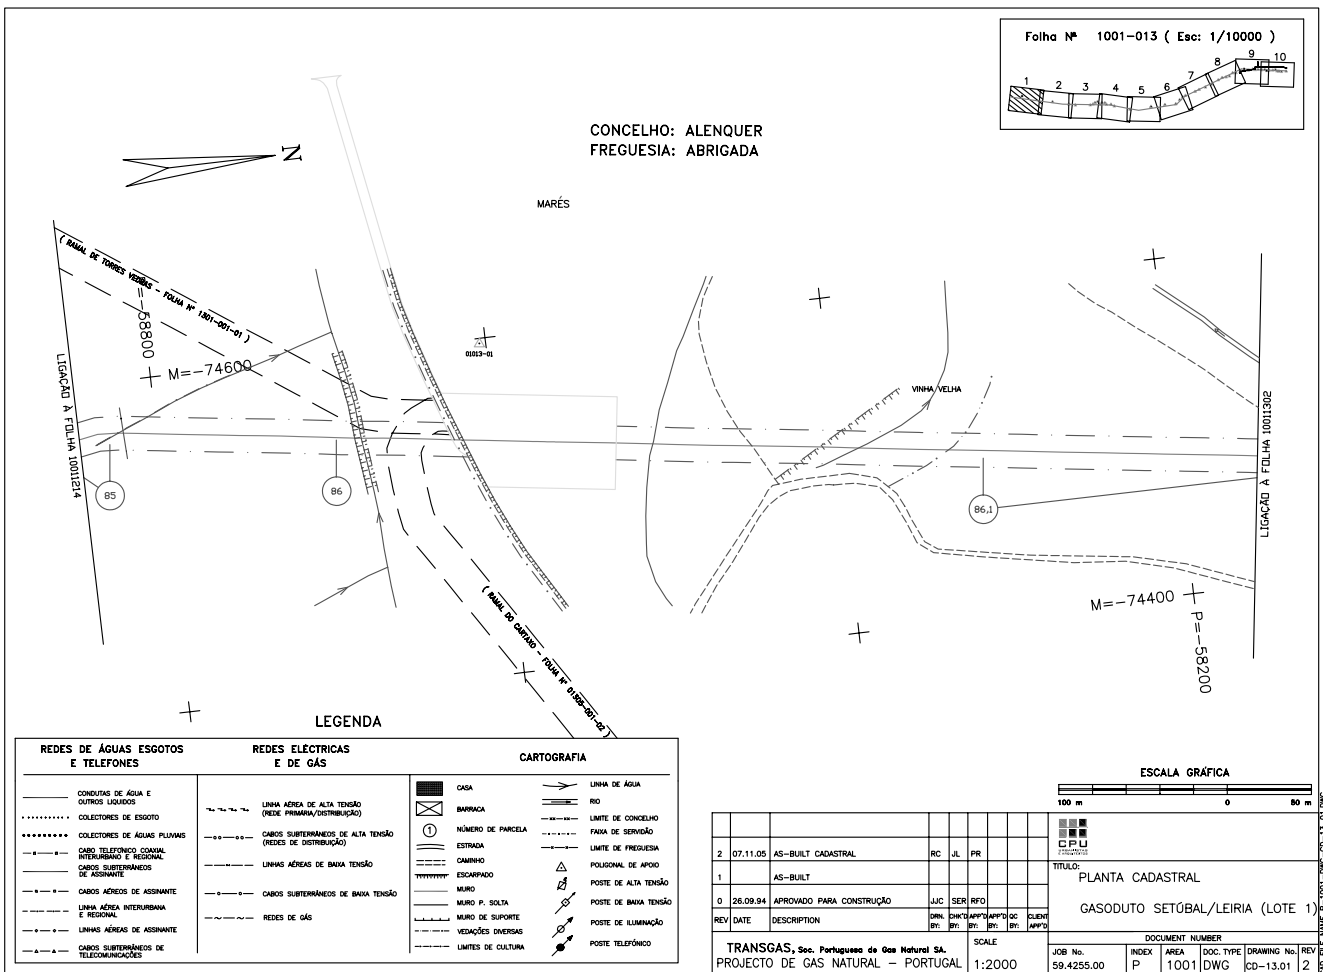 Folha Nº 1001-013 ( Esc: 1/10000 )
1 2 3 4 5 6 7 8 9 10
CONCELHO: ALENQUER
FREGUESIA: ABRIGADA
N
MARÉS
( RAMAL DE TORRES VEDRAS - FOLHA Nº 1301-001-01 )
P=-58800
M=-74600
01013-01
LIGAÇÃO À FOLHA 10011214
85
86
VINHA VELHA
86,1
LIGAÇÃO À FOLHA 10011302
M=-74400
P=-58200
( RAMAL DO CARTAXO - FOLHA Nº 01305-001-02 )
LEGENDA
REDES DE ÁGUAS ESGOTOS
E TELEFONES
CONDUTAS DE ÁGUA E
OUTROS LIQUIDOS
COLECTORES DE ESGOTO
COLECTORES DE ÁGUAS PLUVIAIS
CABO TELEFÓNICO COAXIAL
INTERURBANO E REGIONAL
CABOS SUBTERRÂNEOS
DE ASSINANTE
CABOS AÉREOS DE ASSINANTE
LINHA AÉREA INTERURBANA
E REGIONAL
LINHAS AÉREAS DE ASSINANTE
CABOS SUBTERRÂNEOS DE
TELECOMUNICAÇÕES
REDES ELÉCTRICAS
E DE GÁS
LINHA AÉREA DE ALTA TENSÃO
(REDE PRIMÁRIA/DISTRIBUIÇÃO)
CABOS SUBTERRÂNEOS DE ALTA TENSÃO
(REDES DE DISTRIBUIÇÃO)
LINHAS AÉREAS DE BAIXA TENSÃO
CABOS SUBTERRÂNEOS DE BAIXA TENSÃO
REDES DE GÁS
CARTOGRAFIA
CASA
BARRACA
1 NÚMERO DE PARCELA
ESTRADA
CAMINHO
ESCARPADO
MURO
MURO P. SOLTA
MURO DE SUPORTE
VEDAÇÕES DIVERSAS
LIMITES DE CULTURA
LINHA DE ÁGUA
RIO
LIMITE DE CONCELHO
FAIXA DE SERVIDÃO
LIMITE DE FREGUESIA
POLIGONAL DE APOIO
POSTE DE ALTA TENSÃO
POSTE DE BAIXA TENSÃO
POSTE DE ILUMINAÇÃO
POSTE TELEFÓNICO
ESCALA GRÁFICA
100 m 0 50 m
2 07.11.05 AS-BUILT CADASTRAL RC JL PR
1 AS-BUILT
0 26.09.94 APROVADO PARA CONSTRUÇÃO JJC SER RFO
REV DATE DESCRIPTION DRN. BY: CHK'D BY: APP'D BY: APP'D BY: QC BY: CLIENT APP'D
CPU
TITULO:
PLANTA CADASTRAL
GASODUTO SETÚBAL/LEIRIA (LOTE 1)
TRANSGAS, Soc. Portuguesa de Gas Natural SA.
PROJECTO DE GAS NATURAL - PORTUGAL
SCALE
1:2000
DOCUMENT NUMBER
JOB No. INDEX AREA DOC. TYPE DRAWING No. REV
59.4255.00 P 1001 DWG CD-13.01 2